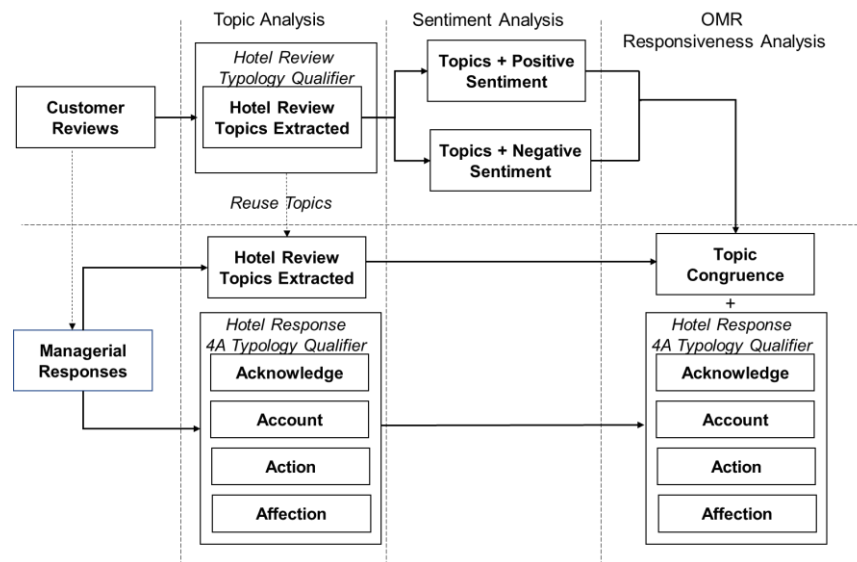 Topic Analysis
Sentiment Analysis
OMR
Responsiveness Analysis
Hotel Review
Typology Qualifier
Customer
Reviews
Hotel Review
Topics Extracted
Topics + Positive
Sentiment
Topics + Negative
Sentiment
Reuse Topics
Hotel Review
Topics Extracted
Topic
Congruence
+
Managerial
Responses
Hotel Response
4A Typology Qualifier
Acknowledge
Account
Action
Affection
Hotel Response
4A Typology Qualifier
Acknowledge
Account
Action
Affection